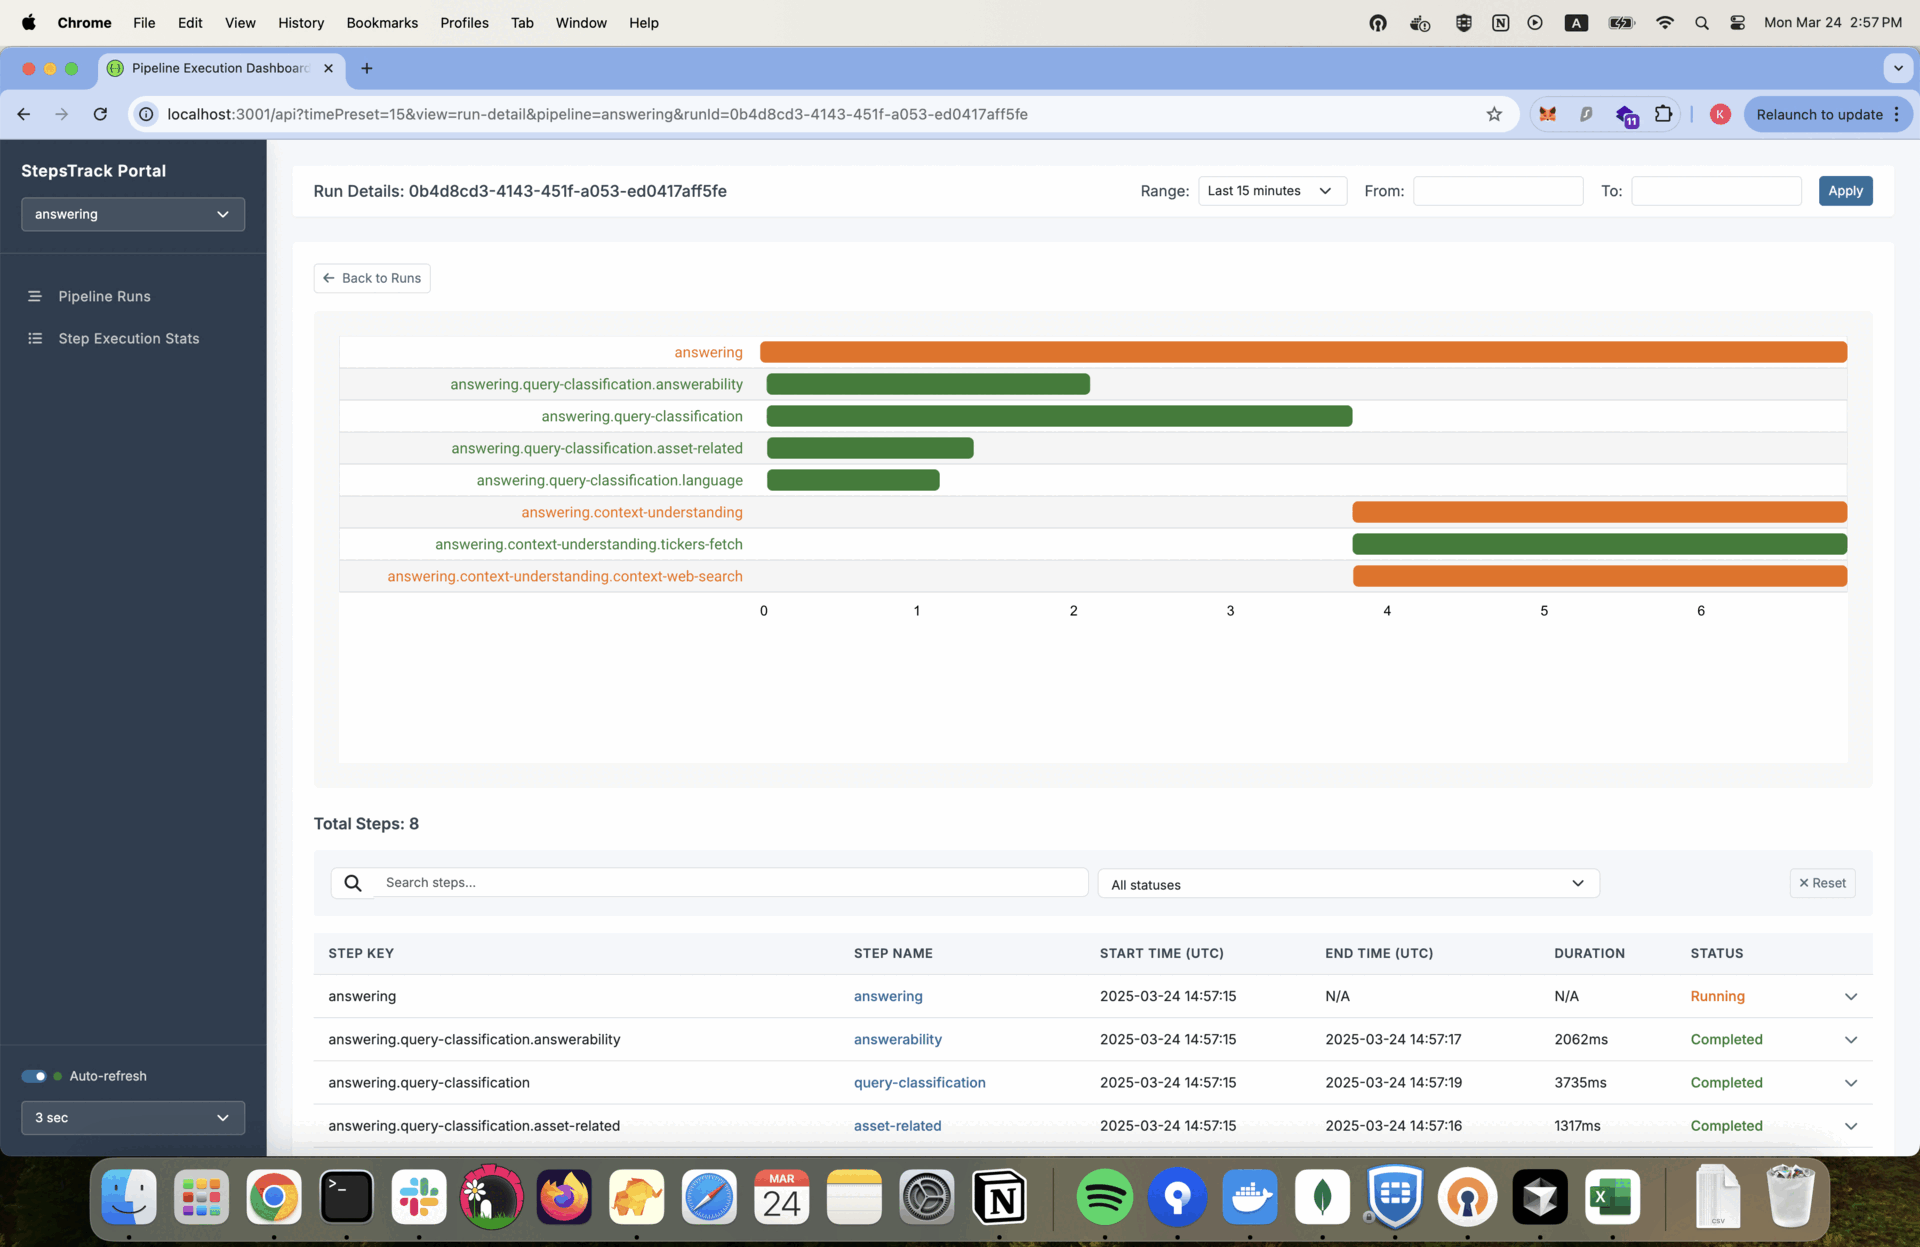 Chrome File Edit View History Bookmarks Profiles Tab Window Help
A
Mon Mar 24 2:57 PM
Pipeline Execution Dashboard
localhost:3001/api?timePreset=15&view=run-detail&pipeline=answering&runId=0b4d8cd3-4143-451f-a053-ed0417aff5fe
11
K
Relaunch to update
StepsTrack Portal
answering
Pipeline Runs
Step Execution Stats
Auto-refresh
3 sec
Run Details: 0b4d8cd3-4143-451f-a053-ed0417aff5fe
Range: Last 15 minutes From: To: Apply
Back to Runs
answering
answering.query-classification.answerability
answering.query-classification
answering.query-classification.asset-related
answering.query-classification.language
answering.context-understanding
answering.context-understanding.tickers-fetch
answering.context-understanding.context-web-search
0 1 2 3 4 5 6
Total Steps: 8
Search steps...
All statuses
Reset
STEP KEY STEP NAME START TIME (UTC) END TIME (UTC) DURATION STATUS
answering answering 2025-03-24 14:57:15 N/A N/A Running
answering.query-classification.answerability answerability 2025-03-24 14:57:15 2025-03-24 14:57:17 2062ms Completed
answering.query-classification query-classification 2025-03-24 14:57:15 2025-03-24 14:57:19 3735ms Completed
answering.query-classification.asset-related asset-related 2025-03-24 14:57:15 2025-03-24 14:57:16 1317ms Completed
MAR
24
CSV